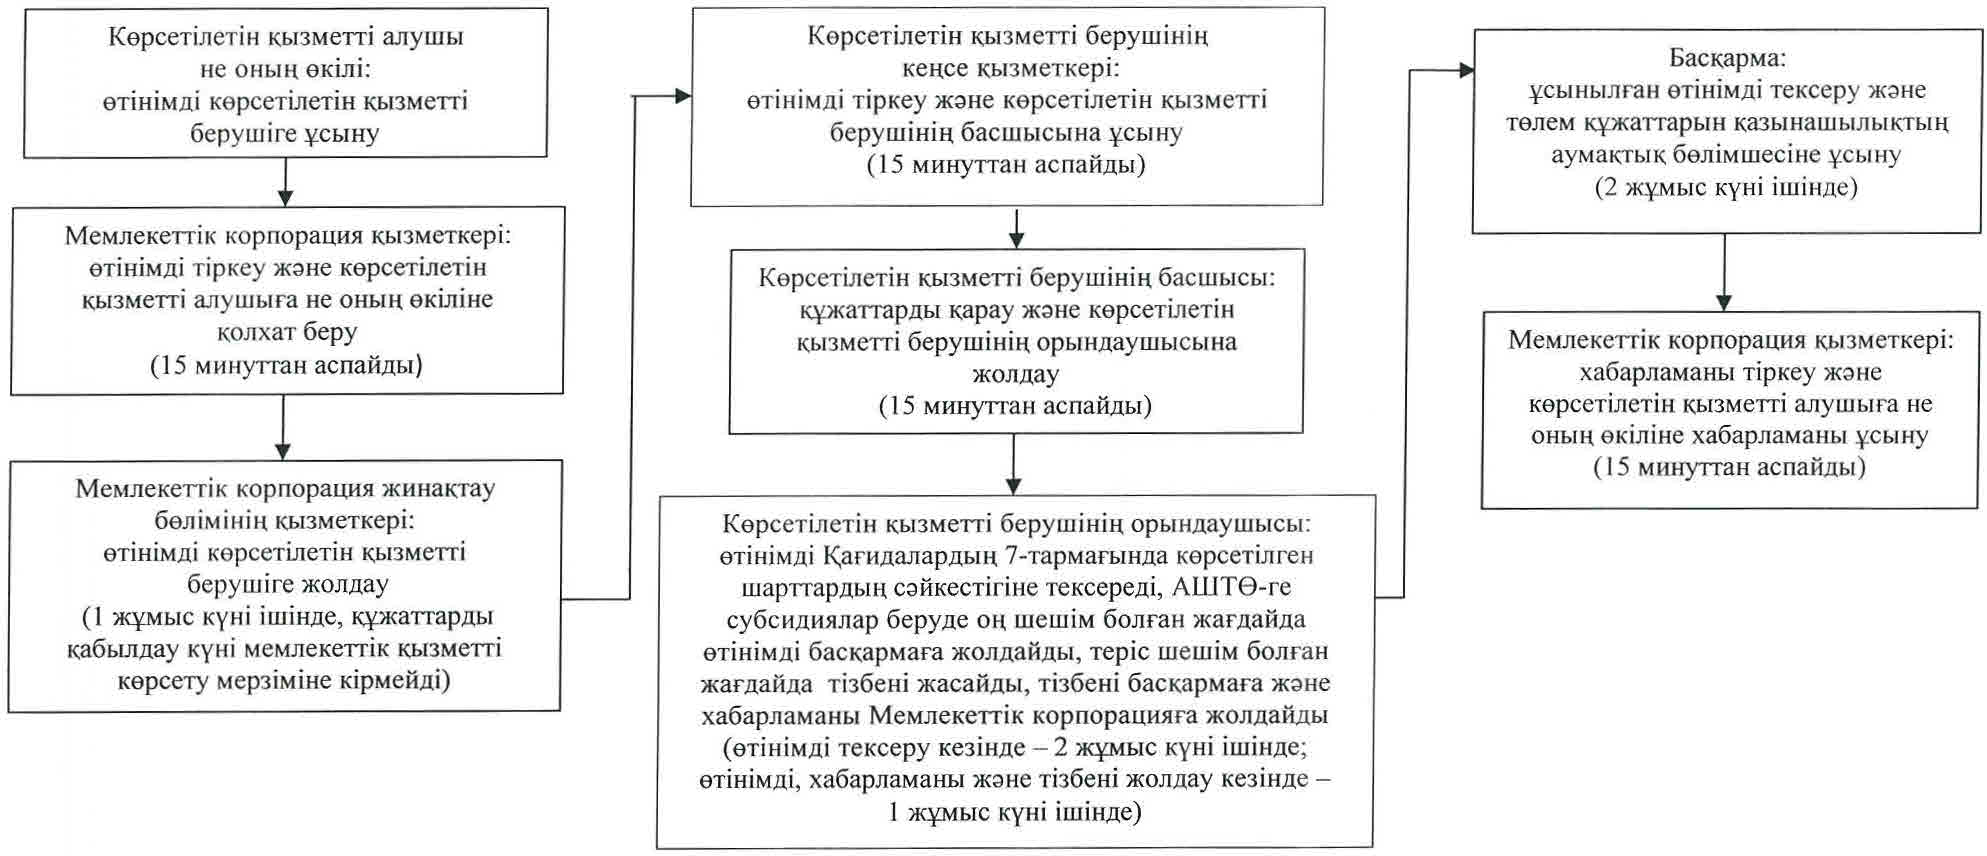 Көрсетілетін қызметті алушы
не оның өкілі:
өтінімді көрсетілетін қызметті
берушіге ұсыну
Мемлекеттік корпорация қызметкері:
өтінімді тіркеу және көрсетілетін
қызметті алушыға не оның өкіліне
қолхат беру
(15 минуттан аспайды)
Мемлекеттік корпорация жинақтау
бөлімінің қызметкері:
өтінімді көрсетілетін қызметті
берушіге жолдау
(1 жұмыс күні ішінде, құжаттарды
қабылдау күні мемлекеттік қызметті
көрсету мерзіміне кірмейді)
Көрсетілетін қызметті берушінің
кеңсе қызметкері:
өтінімді тіркеу және көрсетілетін қызметті
берушінің басшысына ұсыну
(15 минуттан аспайды)
Көрсетілетін қызметті берушінің басшысы:
құжаттарды қарау және көрсетілетін
қызметті берушінің орындаушысына
жолдау
(15 минуттан аспайды)
Көрсетілетін қызметті берушінің орындаушысы:
өтінімді Қағидалардың 7-тармағында көрсетілген
шарттардың сәйкестігіне тексереді, АШТӨ-ге
субсидиялар беруде оң шешім болған жағдайда
өтінімді басқармаға жолдайды, теріс шешім болған
жағдайда тізбені жасайды, тізбені басқармаға және
хабарламаны Мемлекеттік корпорацияға жолдайды
(өтінімді тексеру кезінде – 2 жұмыс күні ішінде;
өтінімді, хабарламаны және тізбені жолдау кезінде –
1 жұмыс күні ішінде)
Басқарма:
ұсынылған өтінімді тексеру және
төлем құжаттарын қазынашылықтың
аумақтық бөлімшесіне ұсыну
(2 жұмыс күні ішінде)
Мемлекеттік корпорация қызметкері:
хабарламаны тіркеу және
көрсетілетін қызметті алушыға не
оның өкіліне хабарламаны ұсыну
(15 минуттан аспайды)